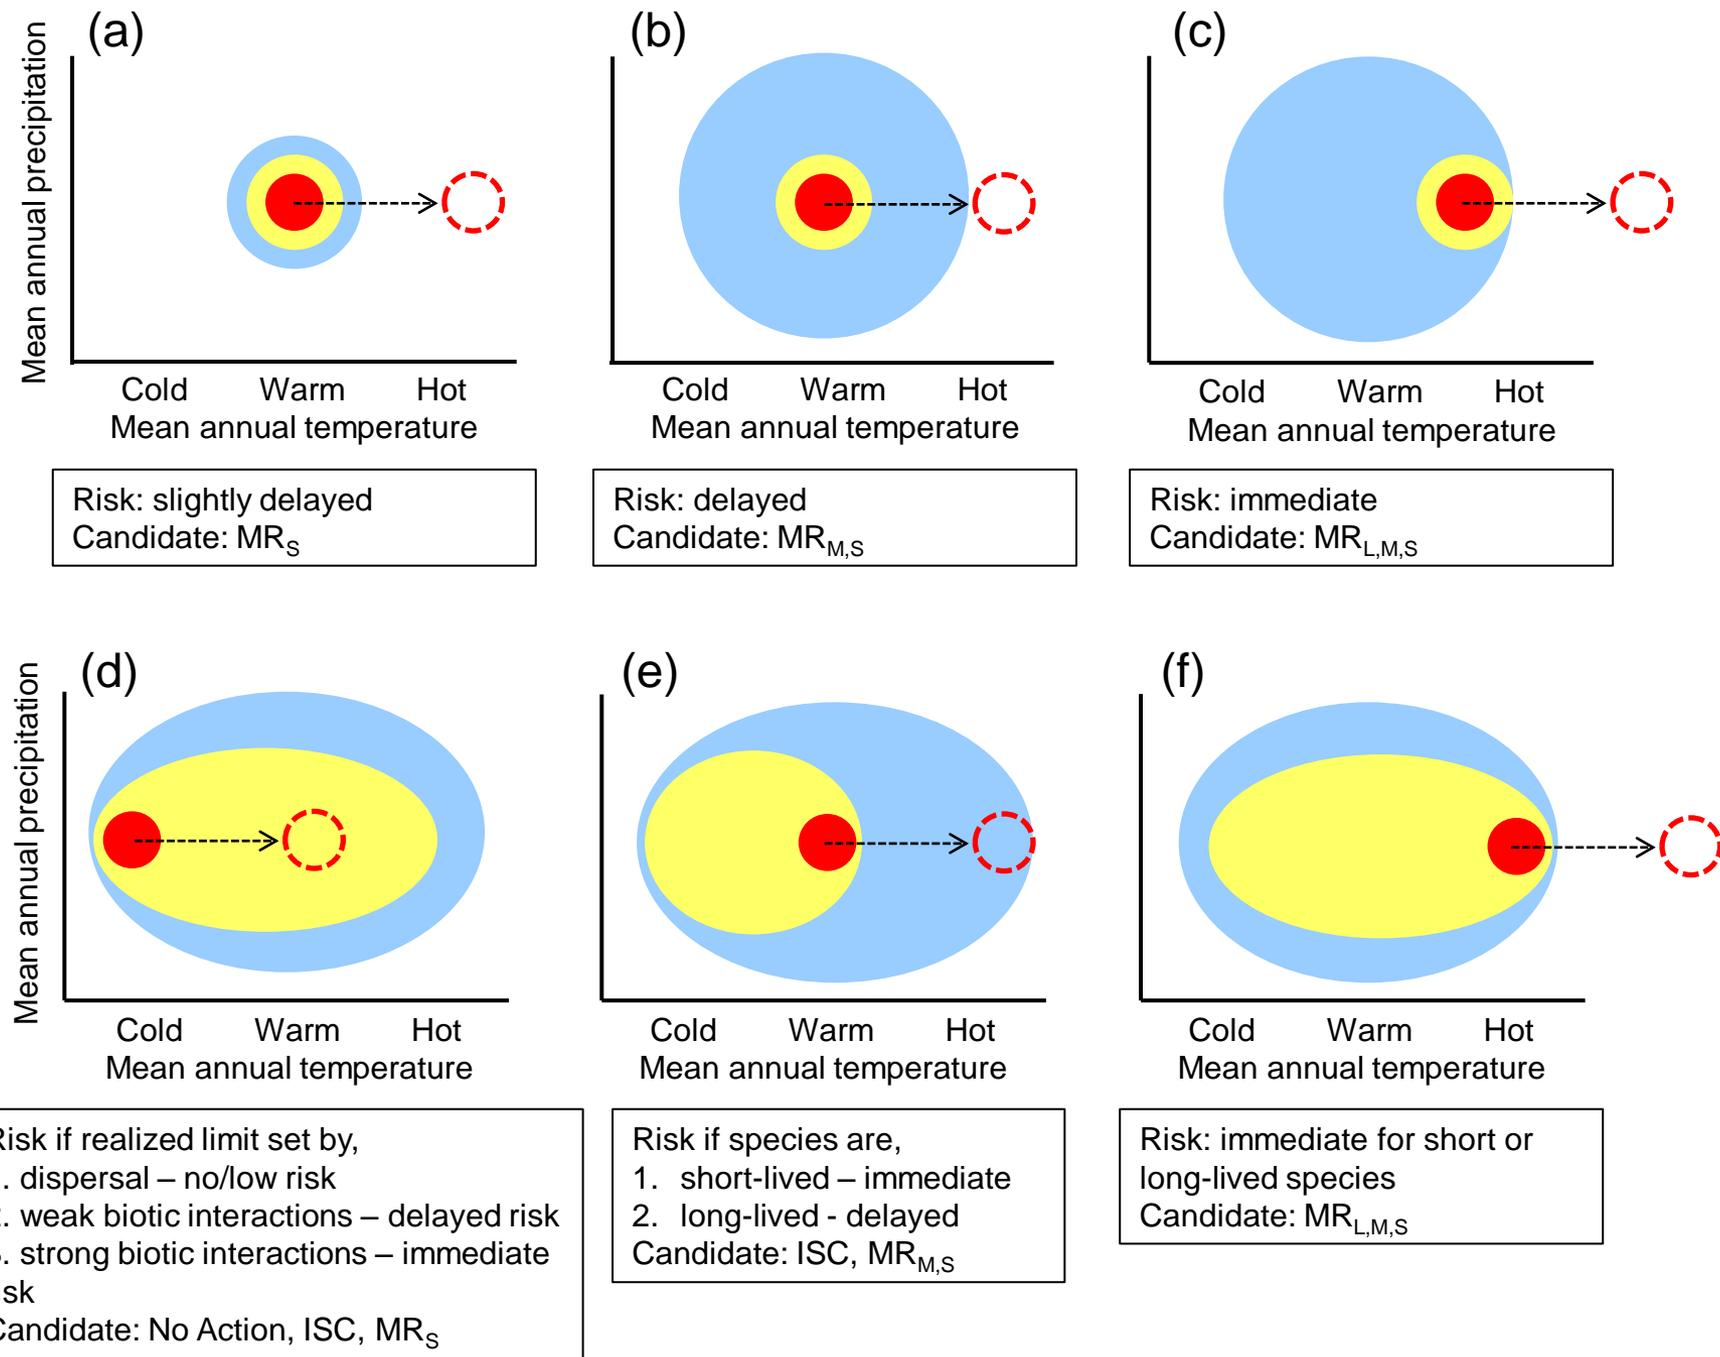 (a)
(b)
(c)
Mean annual precipitation
Cold Warm Hot
Mean annual temperature
Cold Warm Hot
Mean annual temperature
Cold Warm Hot
Mean annual temperature
Risk: slightly delayed
Candidate: MRS
Risk: delayed
Candidate: MRM,S
Risk: immediate
Candidate: MRL,M,S
(d)
(e)
(f)
Mean annual precipitation
Cold Warm Hot
Mean annual temperature
Cold Warm Hot
Mean annual temperature
Cold Warm Hot
Mean annual temperature
Risk if realized limit set by,
. dispersal – no/low risk
. weak biotic interactions – delayed risk
. strong biotic interactions – immediate
sk
Candidate: No Action, ISC, MRS
Risk if species are,
1. short-lived – immediate
2. long-lived - delayed
Candidate: ISC, MRM,S
Risk: immediate for short or
long-lived species
Candidate: MRL,M,S